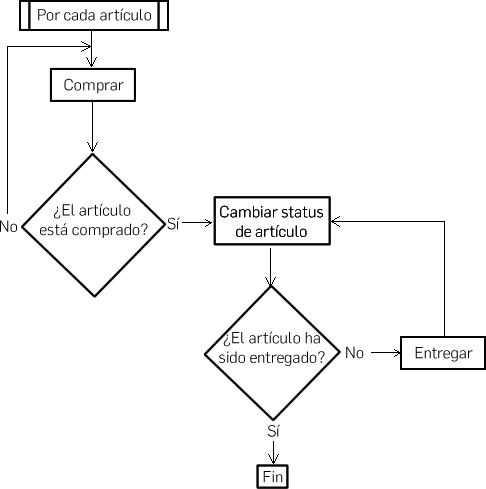 Por cada artículo
Comprar
¿El artículo
está comprado?
No
Sí
Cambiar status
de artículo
¿El artículo ha
sido entregado?
No
Entregar
Sí
Fin